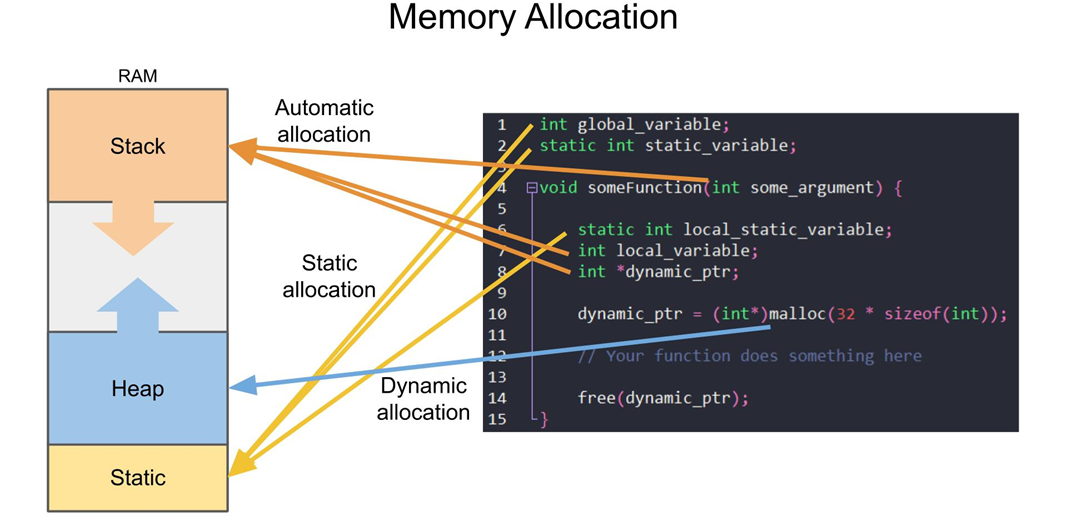 Memory Allocation
RAM
Stack
Heap
Static
Automatic
allocation
Static
allocation
Dynamic
allocation
1 int global_variable;
2 static int static_variable;
3
4 void someFunction(int some_argument) {
5
6 static int local_static_variable;
7 int local_variable;
8 int *dynamic_ptr;
9
10 dynamic_ptr = (int*)malloc(32 * sizeof(int));
11
12 // Your function does something here
13
14 free(dynamic_ptr);
15 }